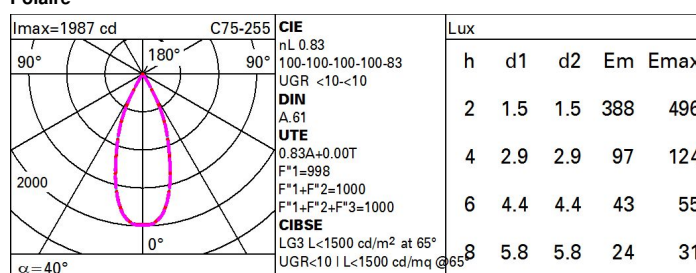 Polaire
Imax=1987 cd C75-255
90° 180° 90°
2000
0°
α=40°
CIE
nL 0.83
100-100-100-100-83
UGR <10-<10
DIN
A.61
UTE
0.83A+0.00T
F"1=998
F"1+F"2=1000
F"1+F"2+F"3=1000
CIBSE
LG3 L<1500 cd/m² at 65°
UGR<10 | L<1500 cd/mq @65°
Lux
h d1 d2 Em Emax
2 1.5 1.5 388 496
4 2.9 2.9 97 124
6 4.4 4.4 43 55
8 5.8 5.8 24 31